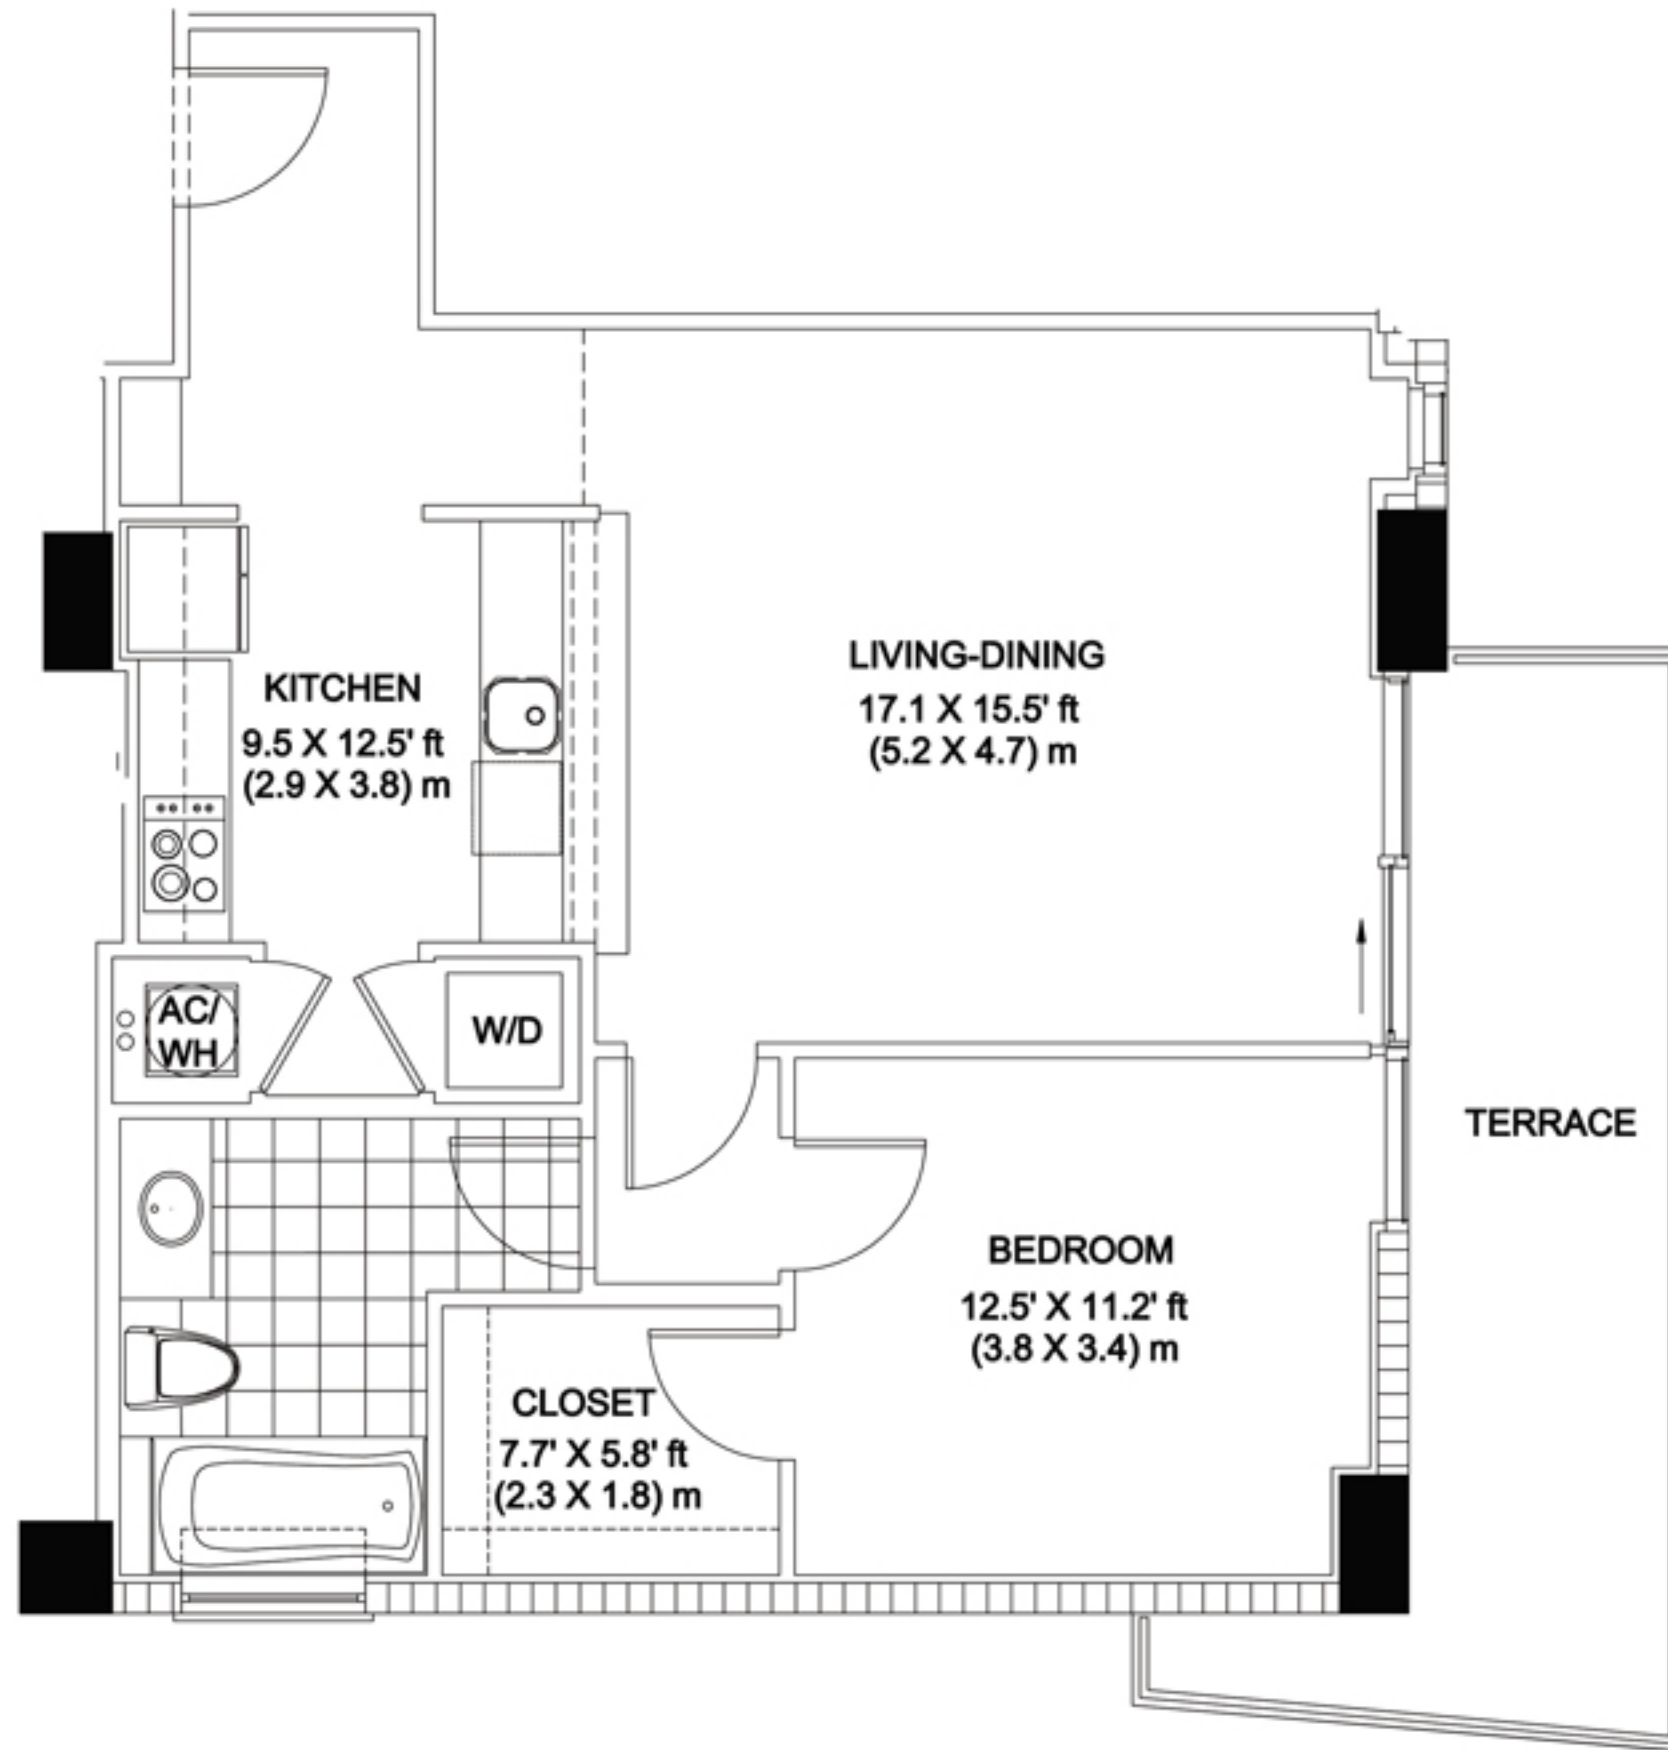 LIVING-DINING
17.1 X 15.5' ft
(5.2 X 4.7) m
KITCHEN
9.5 X 12.5' ft
(2.9 X 3.8) m
AC/
WH
W/D
TERRACE
BEDROOM
12.5' X 11.2' ft
(3.8 X 3.4) m
CLOSET
7.7' X 5.8' ft
(2.3 X 1.8) m